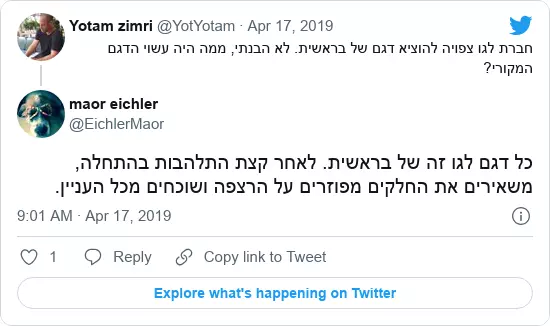 Yotam zimri @YotYotam · Apr 17, 2019
חברת לגו צפויה להוציא דגם של בראשית. לא הבנתי, ממה היה עשוי הדגם
המקורי?
maor eichler
@EichlerMaor
כל דגם לגו זה של בראשית. לאחר קצת התלהבות בהתחלה,
משאירים את החלקים מפוזרים על הרצפה ושוכחים מכל העניין.
9:01 AM · Apr 17, 2019
1 Reply Copy link to Tweet
Explore what's happening on Twitter